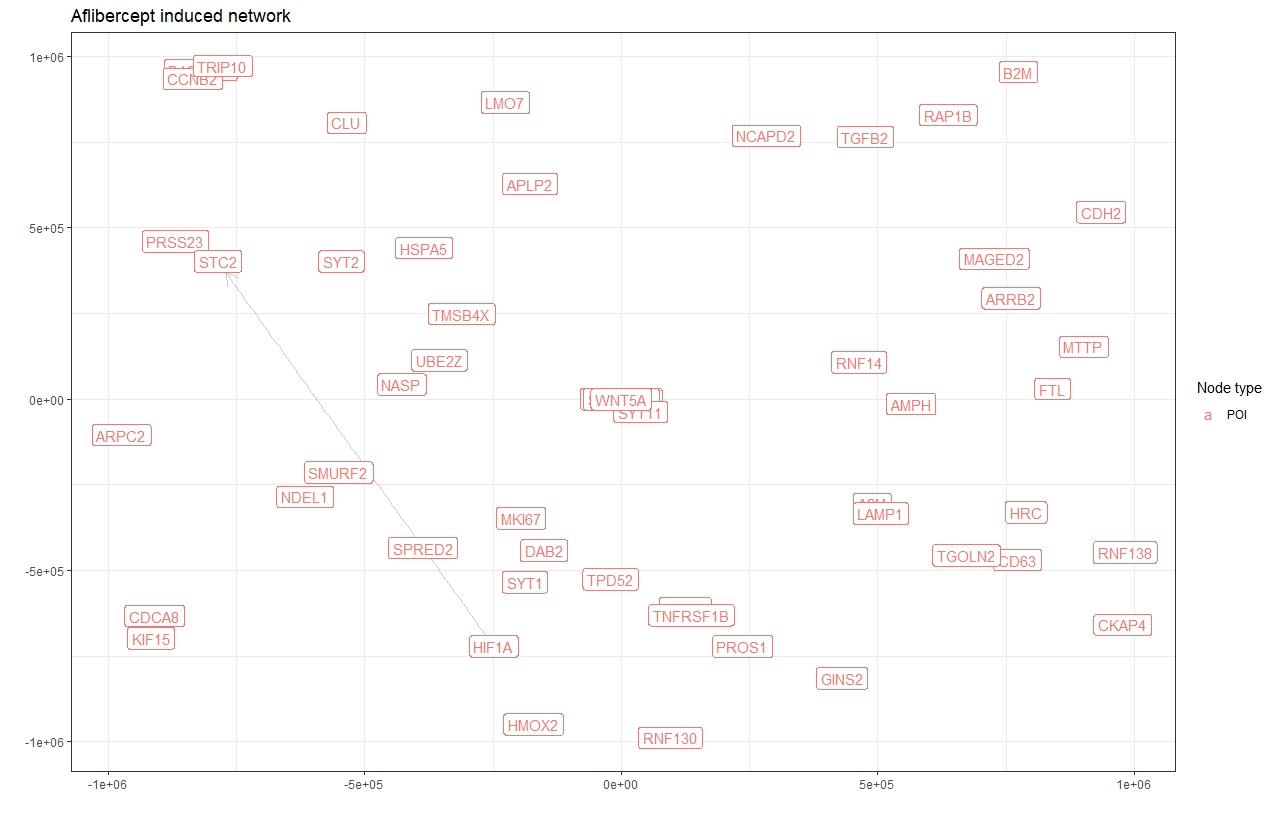 Aflibercept induced network
1e+06
TRIP10
CCNB2
B2M
LMO7
RAP1B
CLU
NCAPD2
TGFB2
APLP2
CDH2
5e+05
PRSS23
HSPA5
STC2
SYT2
MAGED2
ARRB2
TMSB4X
MTTP
UBE2Z
RNF14
NASP
FTL
0e+00
WNT5A
AMPH
SYT11
ARPC2
SMURF2
NDEL1
LAMP1
HRC
MKI67
SPRED2
DAB2
TGOLN2
CD63
RNF138
-5e+05
SYT1
TPD52
CDCA8
TNFRSF1B
CKAP4
KIF15
HIF1A
PROS1
GINS2
HMOX2
RNF130
-1e+06
-1e+06
-5e+05
0e+00
5e+05
1e+06
Node type
a POI